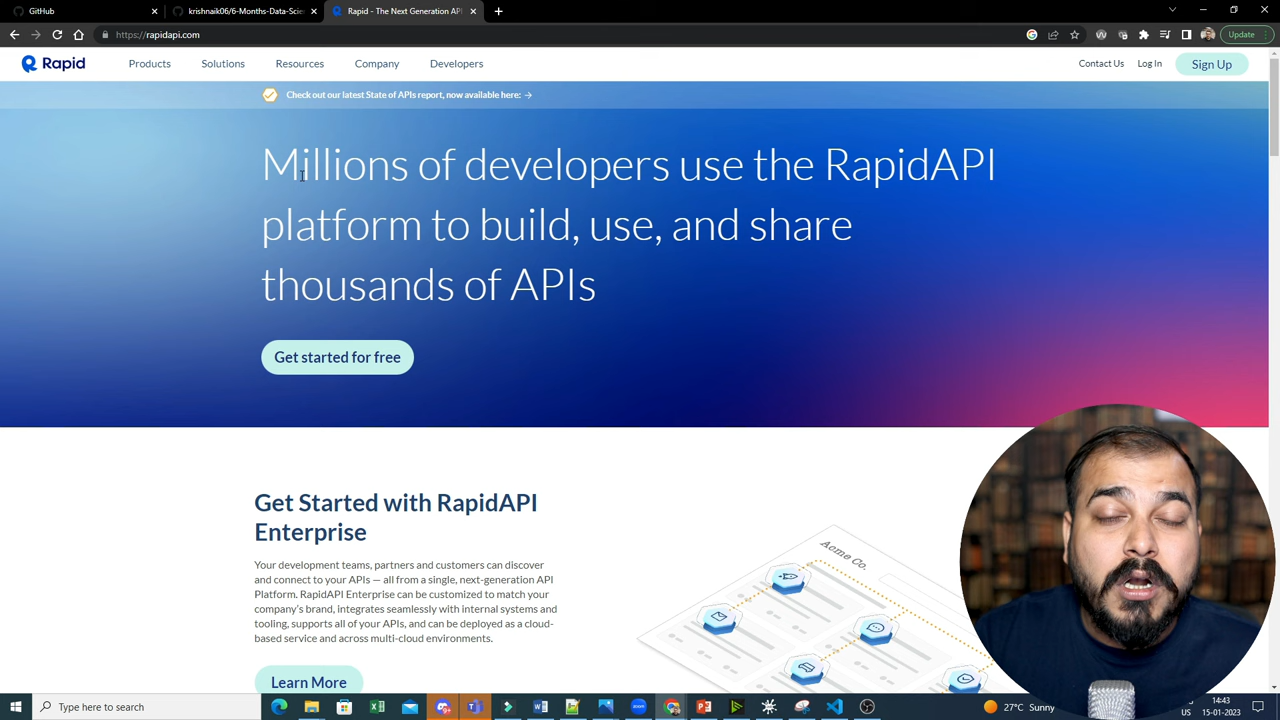 GitHub
krishnaik06/6-Months-Data-Scien
Rapid - The Next Generation API
https://rapidapi.com
Update
Rapid
Products
Solutions
Resources
Company
Developers
Contact Us
Log In
Sign Up
Check out our latest State of APIs report, now available here: →
Millions of developers use the RapidAPI
platform to build, use, and share
thousands of APIs
Get started for free
Get Started with RapidAPI
Enterprise
Your development teams, partners and customers can discover
and connect to your APIs — all from a single, next-generation API
Platform. RapidAPI Enterprise can be customized to match your
company's brand, integrates seamlessly with internal systems and
tooling, supports all of your APIs, and can be deployed as a cloud-
based service and across multi-cloud environments.
Learn More
Acme Co.
Type here to search
27°C Sunny
US
14:43
15-01-2023